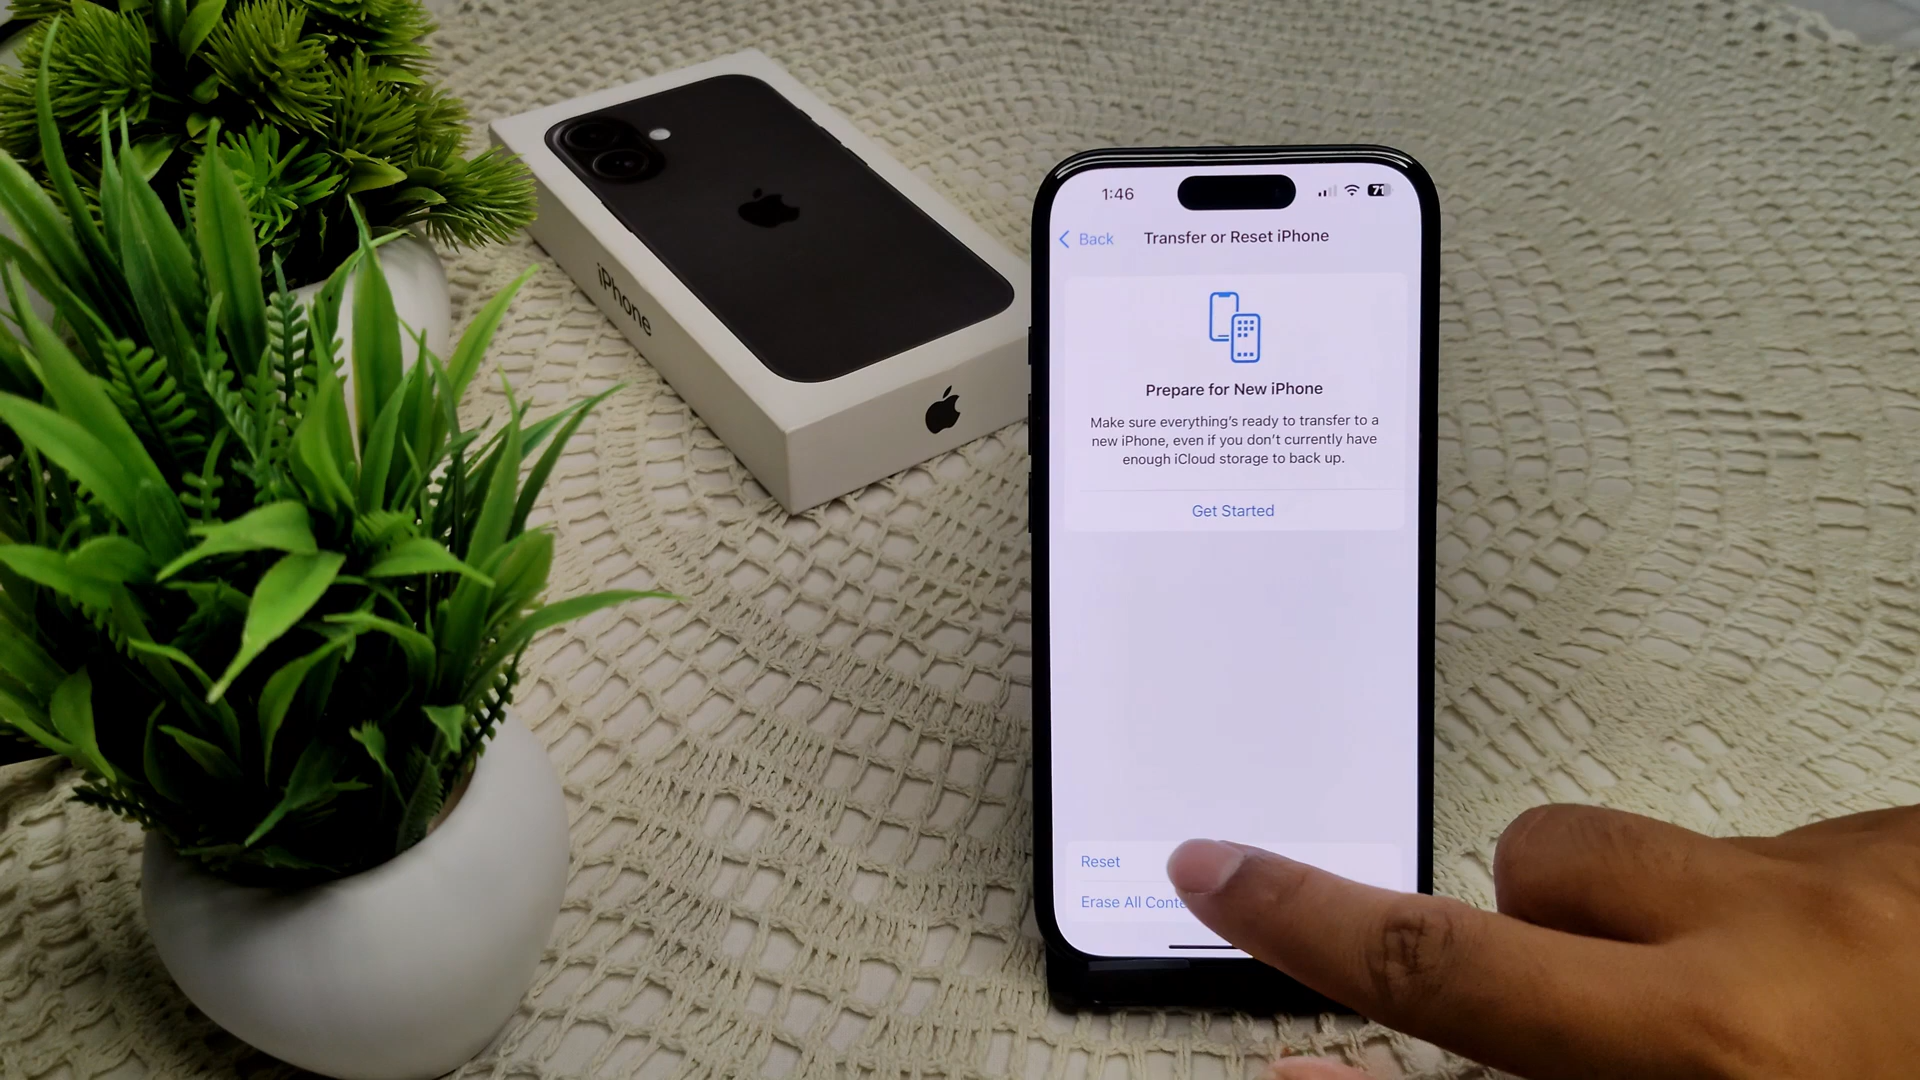 iPhone
1:46
71
Back
Transfer or Reset iPhone
Prepare for New iPhone
Make sure everything's ready to transfer to a
new iPhone, even if you don't currently have
enough iCloud storage to back up.
Get Started
Reset
Erase All Conte